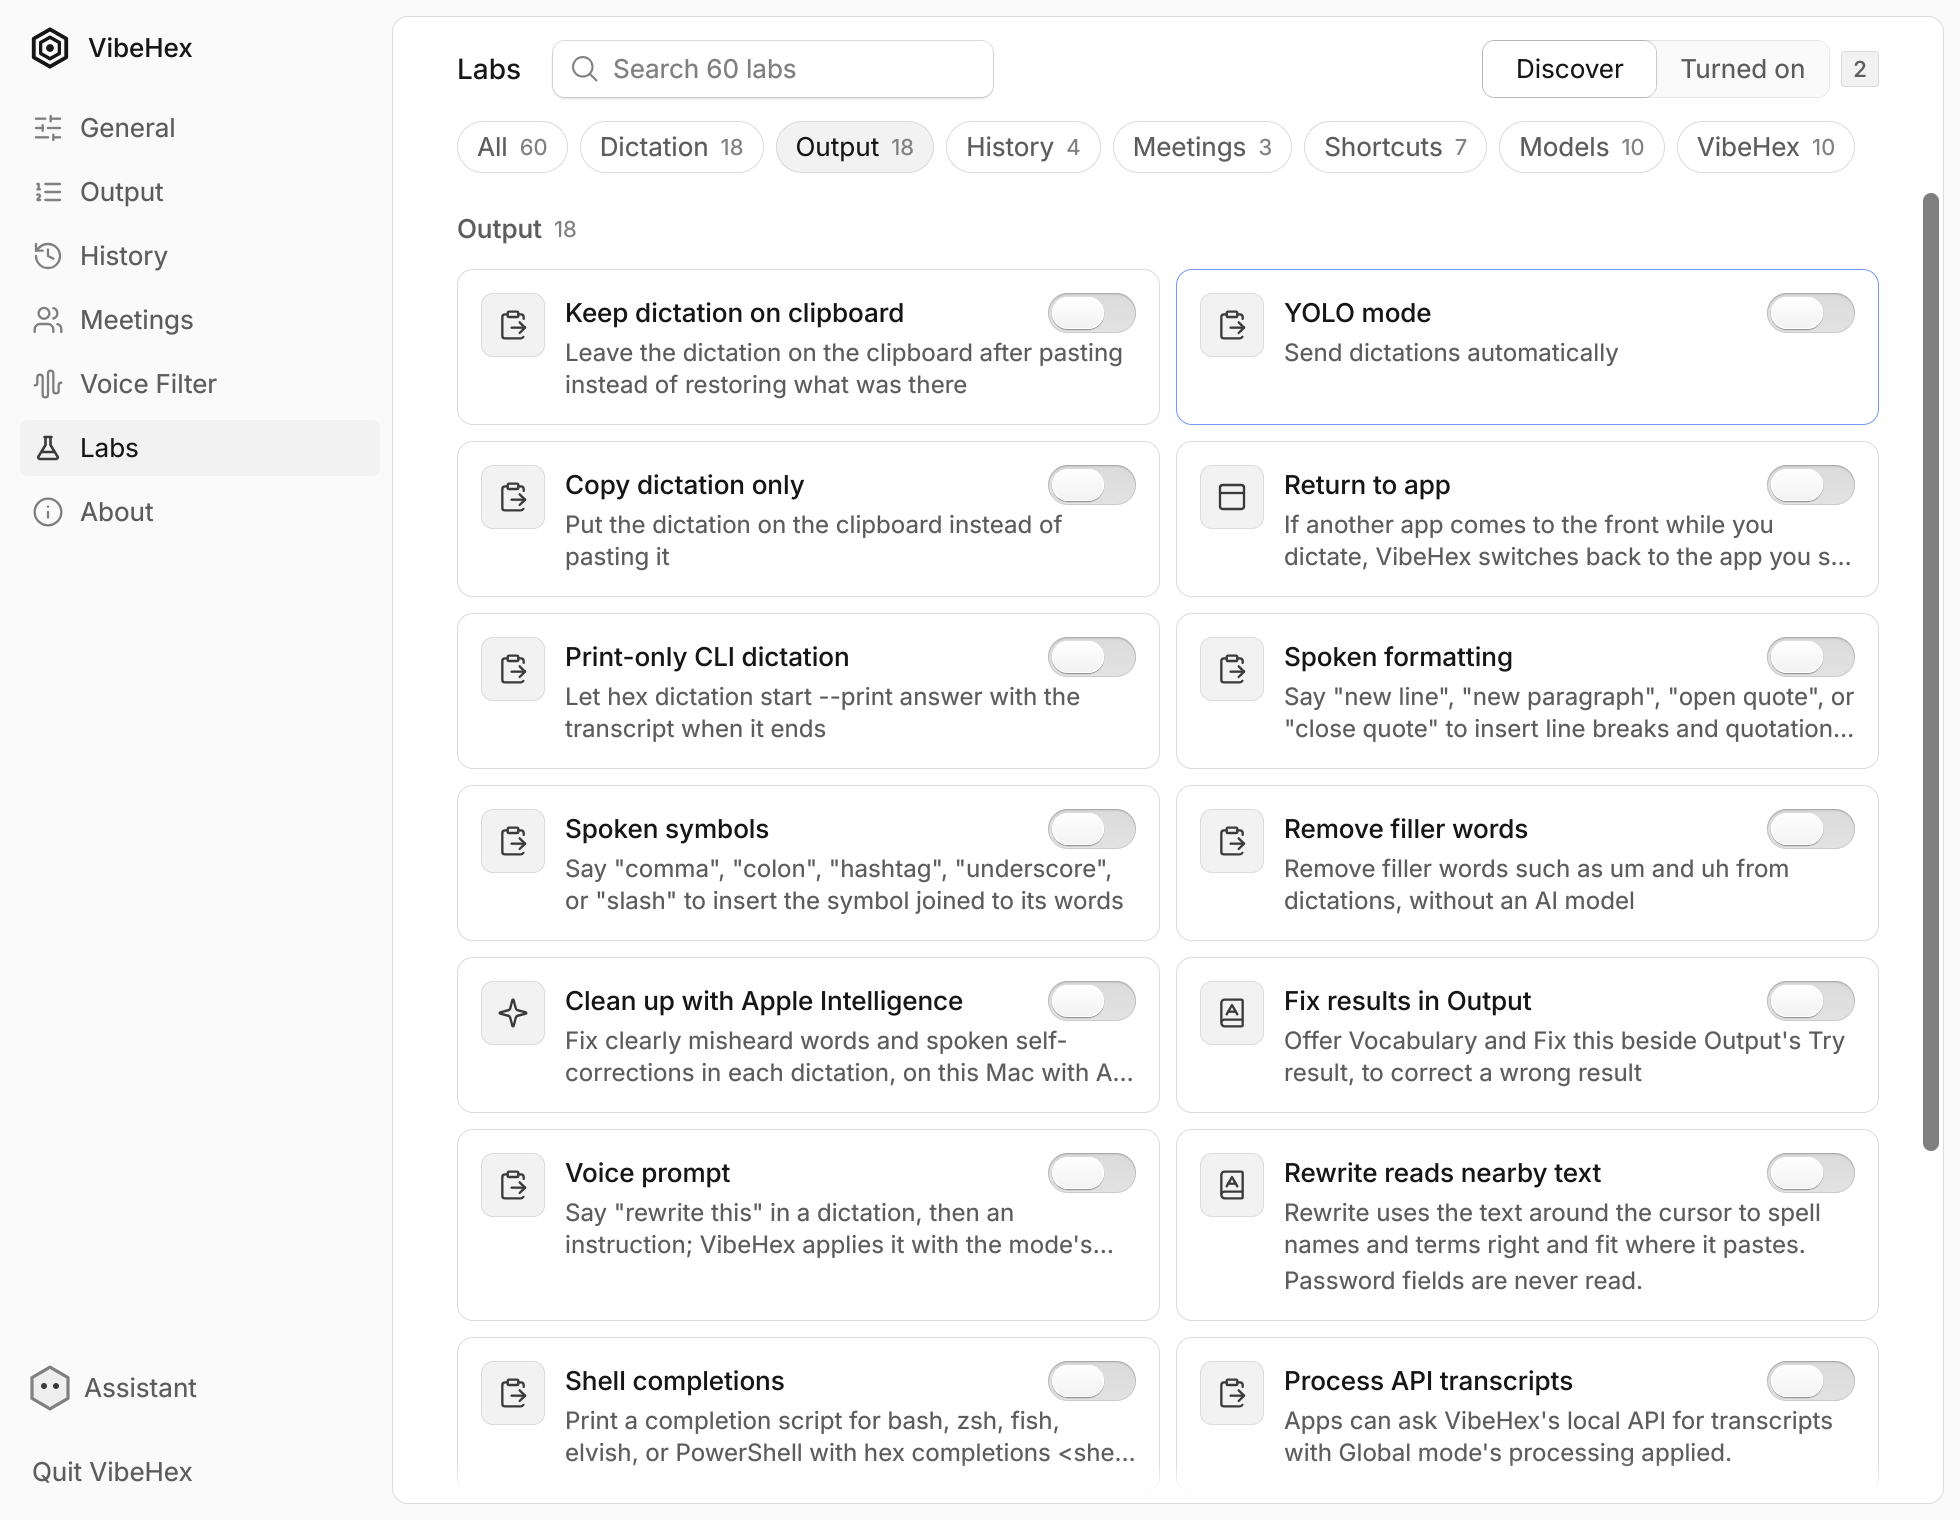 VibeHex
General
Output
History
Meetings
Voice Filter
Labs
About
Assistant
Quit VibeHex
Labs
Search 60 labs
Discover
Turned on
2
All 60
Dictation 18
Output 18
History 4
Meetings 3
Shortcuts 7
Models 10
VibeHex 10
Output 18
Keep dictation on clipboard
Leave the dictation on the clipboard after pasting
instead of restoring what was there
YOLO mode
Send dictations automatically
Copy dictation only
Put the dictation on the clipboard instead of
pasting it
Return to app
If another app comes to the front while you
dictate, VibeHex switches back to the app you s...
Print-only CLI dictation
Let hex dictation start --print answer with the
transcript when it ends
Spoken formatting
Say "new line", "new paragraph", "open quote", or
"close quote" to insert line breaks and quotation...
Spoken symbols
Say "comma", "colon", "hashtag", "underscore",
or "slash" to insert the symbol joined to its words
Remove filler words
Remove filler words such as um and uh from
dictations, without an AI model
Clean up with Apple Intelligence
Fix clearly misheard words and spoken self-
corrections in each dictation, on this Mac with A...
Fix results in Output
Offer Vocabulary and Fix this beside Output's Try
result, to correct a wrong result
Voice prompt
Say "rewrite this" in a dictation, then an
instruction; VibeHex applies it with the mode's...
Rewrite reads nearby text
Rewrite uses the text around the cursor to spell
names and terms right and fit where it pastes.
Password fields are never read.
Shell completions
Print a completion script for bash, zsh, fish,
elvish, or PowerShell with hex completions <she...
Process API transcripts
Apps can ask VibeHex's local API for transcripts
with Global mode's processing applied.